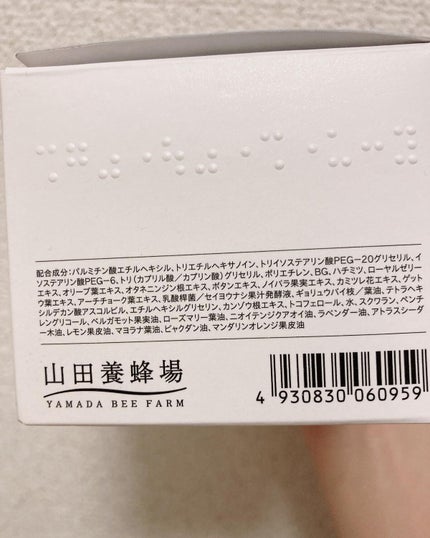 配合成分：パルミチン酸エチルヘキシル、トリエチルヘキサノイン、トリイソステアリン酸PEG-20グリセリル、イ
ソステアリン酸PEG-6、トリ（カプリル酸／カプリン酸）グリセリル、ポリエチレン、BG、ハチミツ、ローヤルゼリー
エキス、オリーブ葉エキス、オタネニンジン根エキス、ボタンエキス、ノイバラ果実エキス、カミツレ花エキス、ゲット
ウ葉エキス、アーチチョーク葉エキス、乳酸桿菌／セイヨウナシ果汁発酵液、ギョリュウバイ枝／葉油、テトラヘキ
シルデカン酸アスコルビル、エチルヘキシルグリセリン、カンゾウ根エキス、トコフェロール、水、スクワラン、ペンチ
レングリコール、ベルガモット果実油、ローズマリー葉油、ニオイテンジクアオイ油、ラベンダー油、アトラスシーダ
ー木油、レモン果皮油、マヨラナ葉油、ビャクダン油、マンダリンオレンジ果皮油
山田養蜂場
YAMADA BEE FARM
4 930830 060959